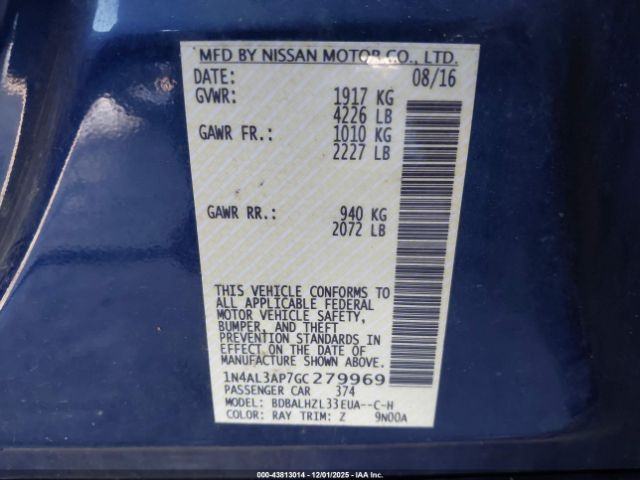 MFD BY NISSAN MOTOR CO., LTD.
DATE: 08/16
GVWR: 1917 KG
4226 LB
GAWR FR.: 1010 KG
2227 LB
GAWR RR.: 940 KG
2072 LB
THIS VEHICLE CONFORMS TO
ALL APPLICABLE FEDERAL
MOTOR VEHICLE SAFETY,
BUMPER, AND THEFT
PREVENTION STANDARDS IN
EFFECT ON THE DATE OF
MANUFACTURE SHOWN ABOVE.
1N4AL3AP7GC279969
PASSENGER CAR 374
MODEL: BDBALHZL33EUA--C-H
COLOR: RAY TRIM: Z 9N00A
000-43813014 - 12/01/2025 - IAAI.COM